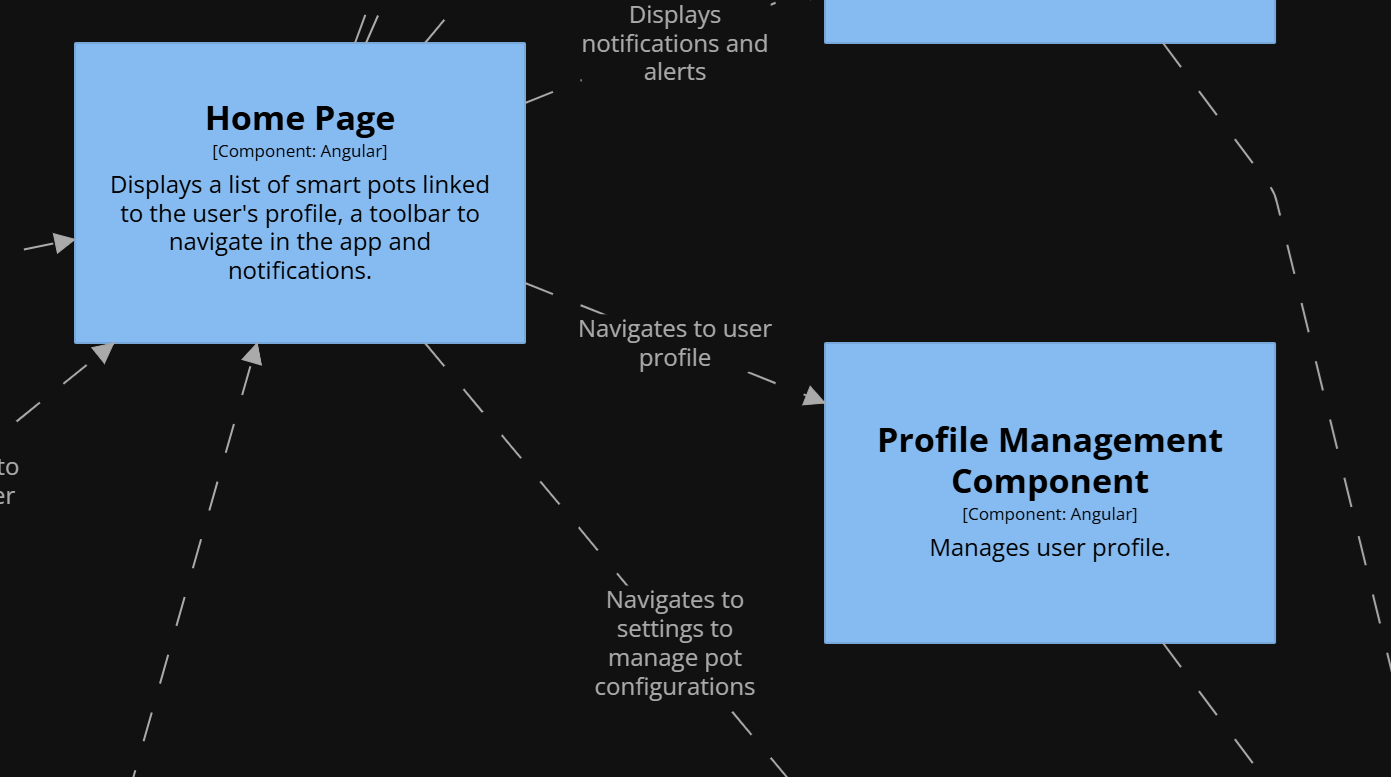 Displays
notifications and
alerts
Home Page
[Component: Angular]
Displays a list of smart pots linked
to the user's profile, a toolbar to
navigate in the app and
notifications.
Navigates to user
profile
Profile Management
Component
[Component: Angular]
Manages user profile.
to
er
Navigates to
settings to
manage pot
configurations